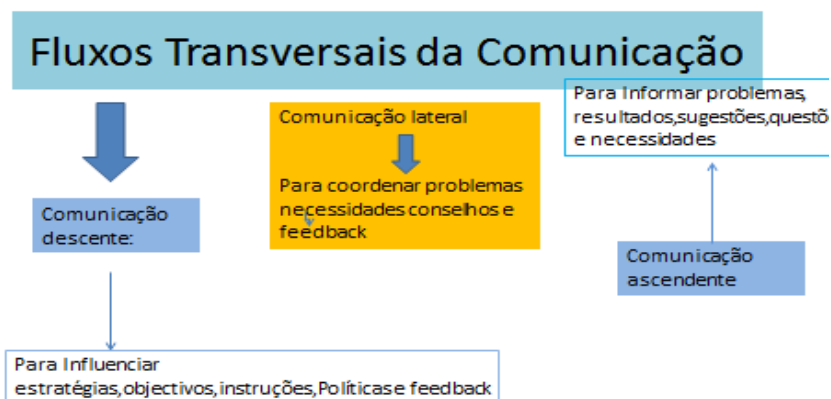 Fluxos Transversais da Comunicação
Comunicação
descente:
Para Influenciar
estratégias,objectivos,instruções,Politicase feedback
Comunicação lateral
Para coordenar problemas
necessidades conselhos e
feedback
Para Informar problemas,
resultados,sugestões,questõ
e necessidades
Comunicação
ascendente